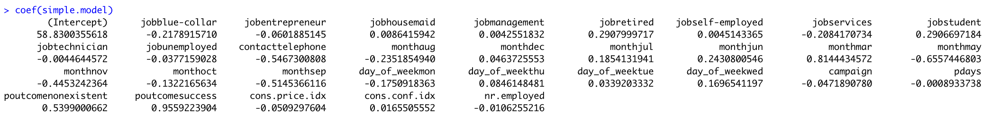 > coef(simple.model)
(Intercept) jobblue-collar jobentrepreneur jobhousemaid jobmanagement jobretired jobself-employed jobservices jobstudent
58.8300355618 -0.2178915710 -0.0601885145 0.0086415942 0.0042551832 0.2907999717 0.0045143365 -0.2084170734 0.2906697184
jobtechnician jobunemployed contacttelephone monthaug monthdec monthjul monthjun monthmar monthmay
-0.0044644572 -0.0377159028 -0.5467300808 -0.2351854940 0.0463725553 0.1854131941 0.2430800546 0.8144434572 -0.6557446803
monthnov monthoct monthsep day_of_weekmon day_of_weekthu day_of_weektue day_of_weekwed campaign pdays
-0.4453242364 -0.1322165634 -0.5145366116 -0.1750918363 0.0846148481 0.0339203332 0.1696541197 -0.0471890780 -0.0008933738
poutcomenonexistent poutcomesuccess cons.price.idx cons.conf.idx nr.employed
0.5399000662 0.9559223904 -0.0509297604 0.0165505552 -0.0106255216